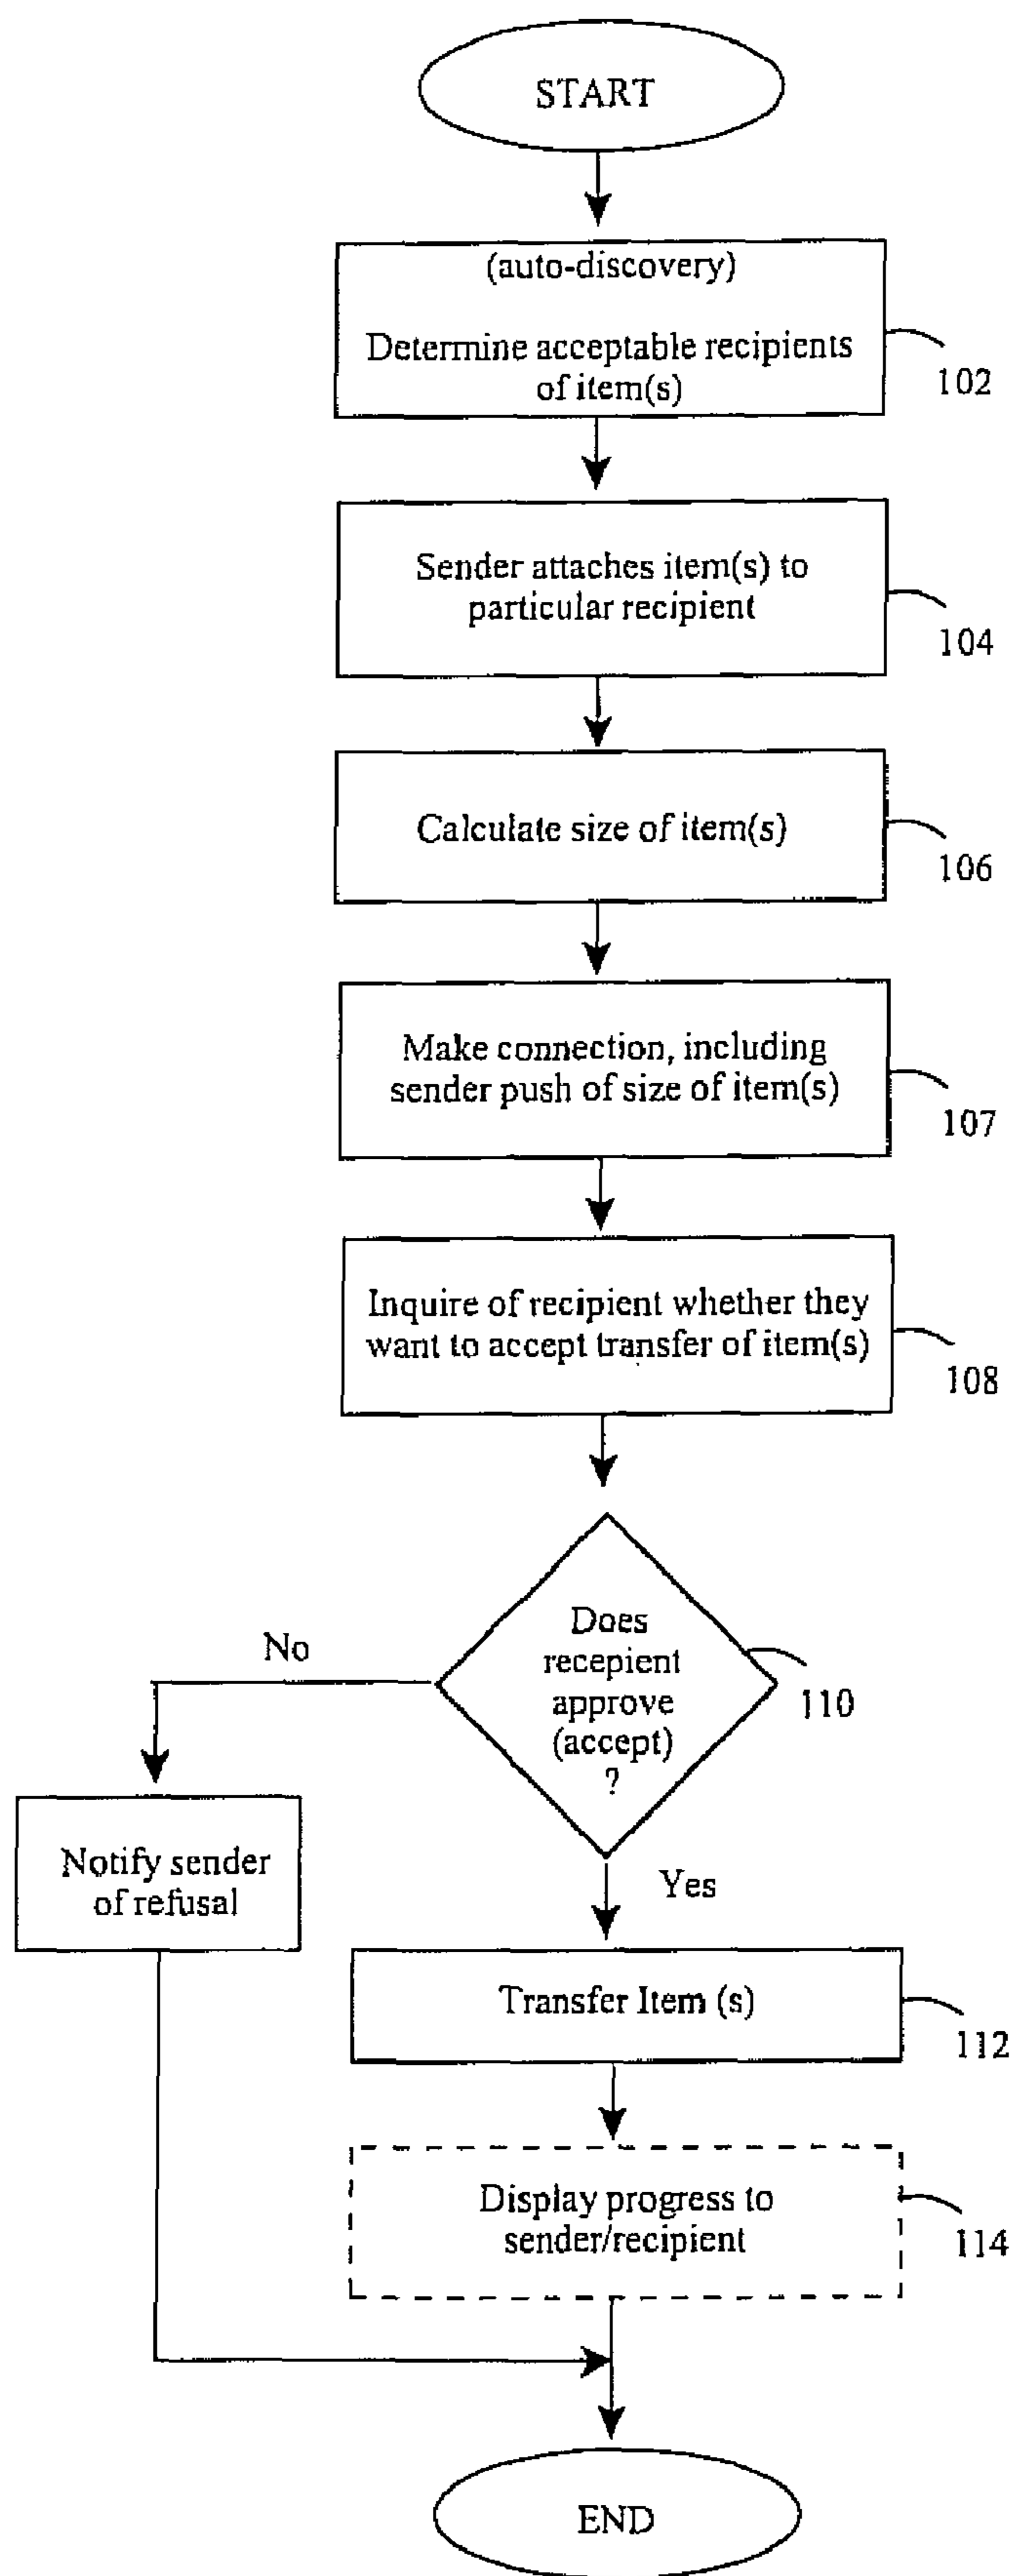 START
(auto-discovery)
Determine acceptable recipients
of item(s)
102
Sender attaches item(s) to
particular recipient
104
Calculate size of item(s)
106
Make connection, including
sender push of size of item(s)
107
Inquire of recipient whether they
want to accept transfer of item(s)
108
Does
recepient
approve
(accept)
?
110
No
Notify sender
of refusal
Yes
Transfer Item (s)
112
Display progress to
sender/recipient
114
END